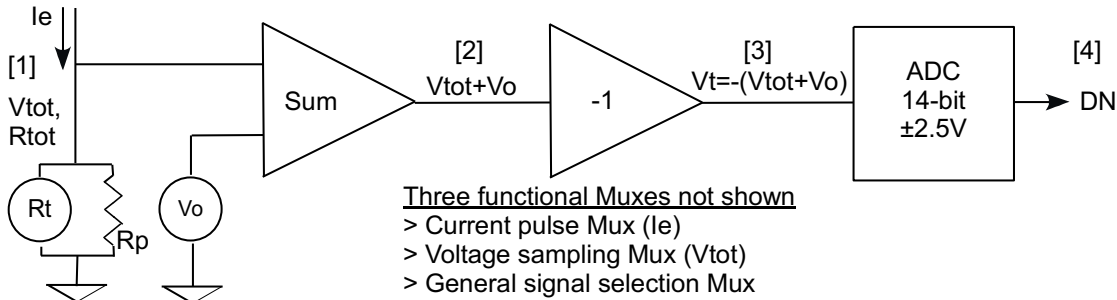 Ie
[1]
Vtot,
Rtot
Rt
Rp
Vo
Sum
[2]
Vtot+Vo
-1
[3]
Vt=-(Vtot+Vo)
ADC
14-bit
±2.5V
[4]
DN
Three functional Muxes not shown
> Current pulse Mux (Ie)
> Voltage sampling Mux (Vtot)
> General signal selection Mux